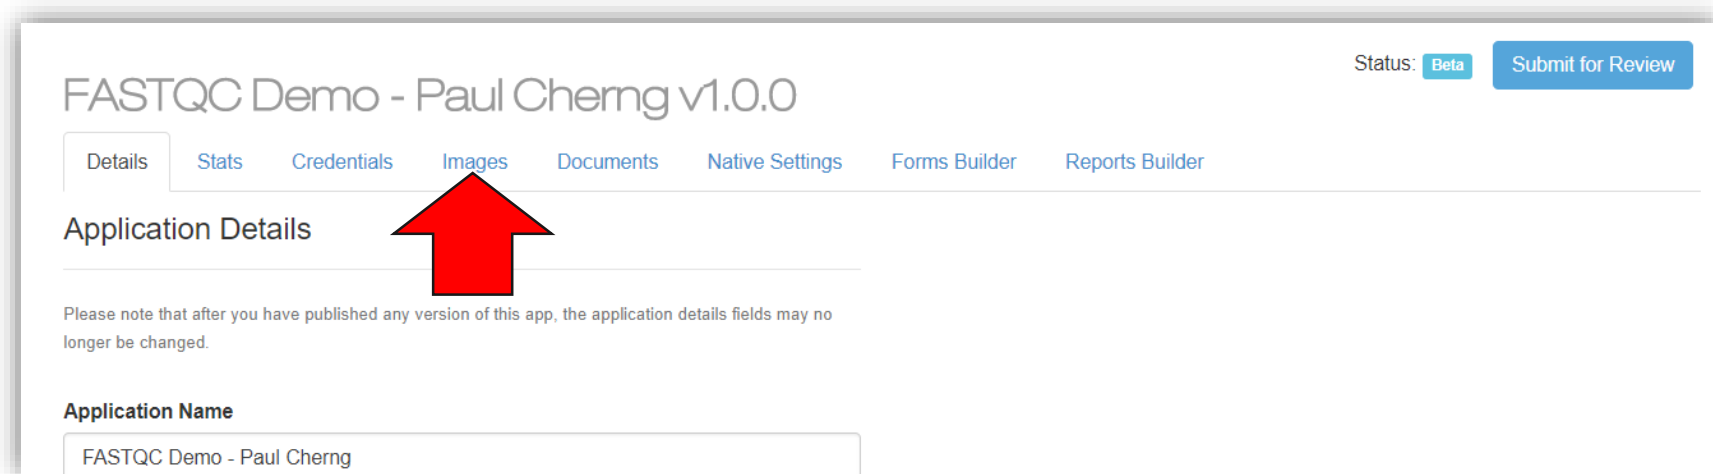 Status: Beta Submit for Review
FASTQC Demo - Paul Cherng v1.0.0
Details Stats Credentials Images Documents Native Settings Forms Builder Reports Builder
Application Details
Please note that after you have published any version of this app, the application details fields may no
longer be changed.
Application Name
FASTQC Demo - Paul Cherng